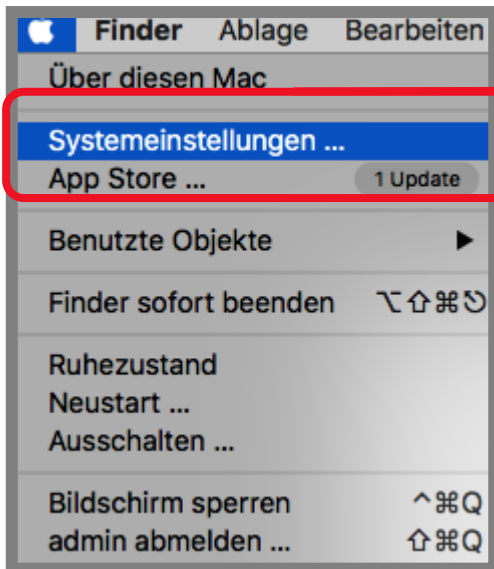 Finder Ablage Bearbeiten
Über diesen Mac
Systemeinstellungen ...
App Store ... 1 Update
Benutzte Objekte ▶
Finder sofort beenden ⌥⇧⌘⎋
Ruhezustand
Neustart ...
Ausschalten ...
Bildschirm sperren ^⌘Q
admin abmelden ... ⇧⌘Q